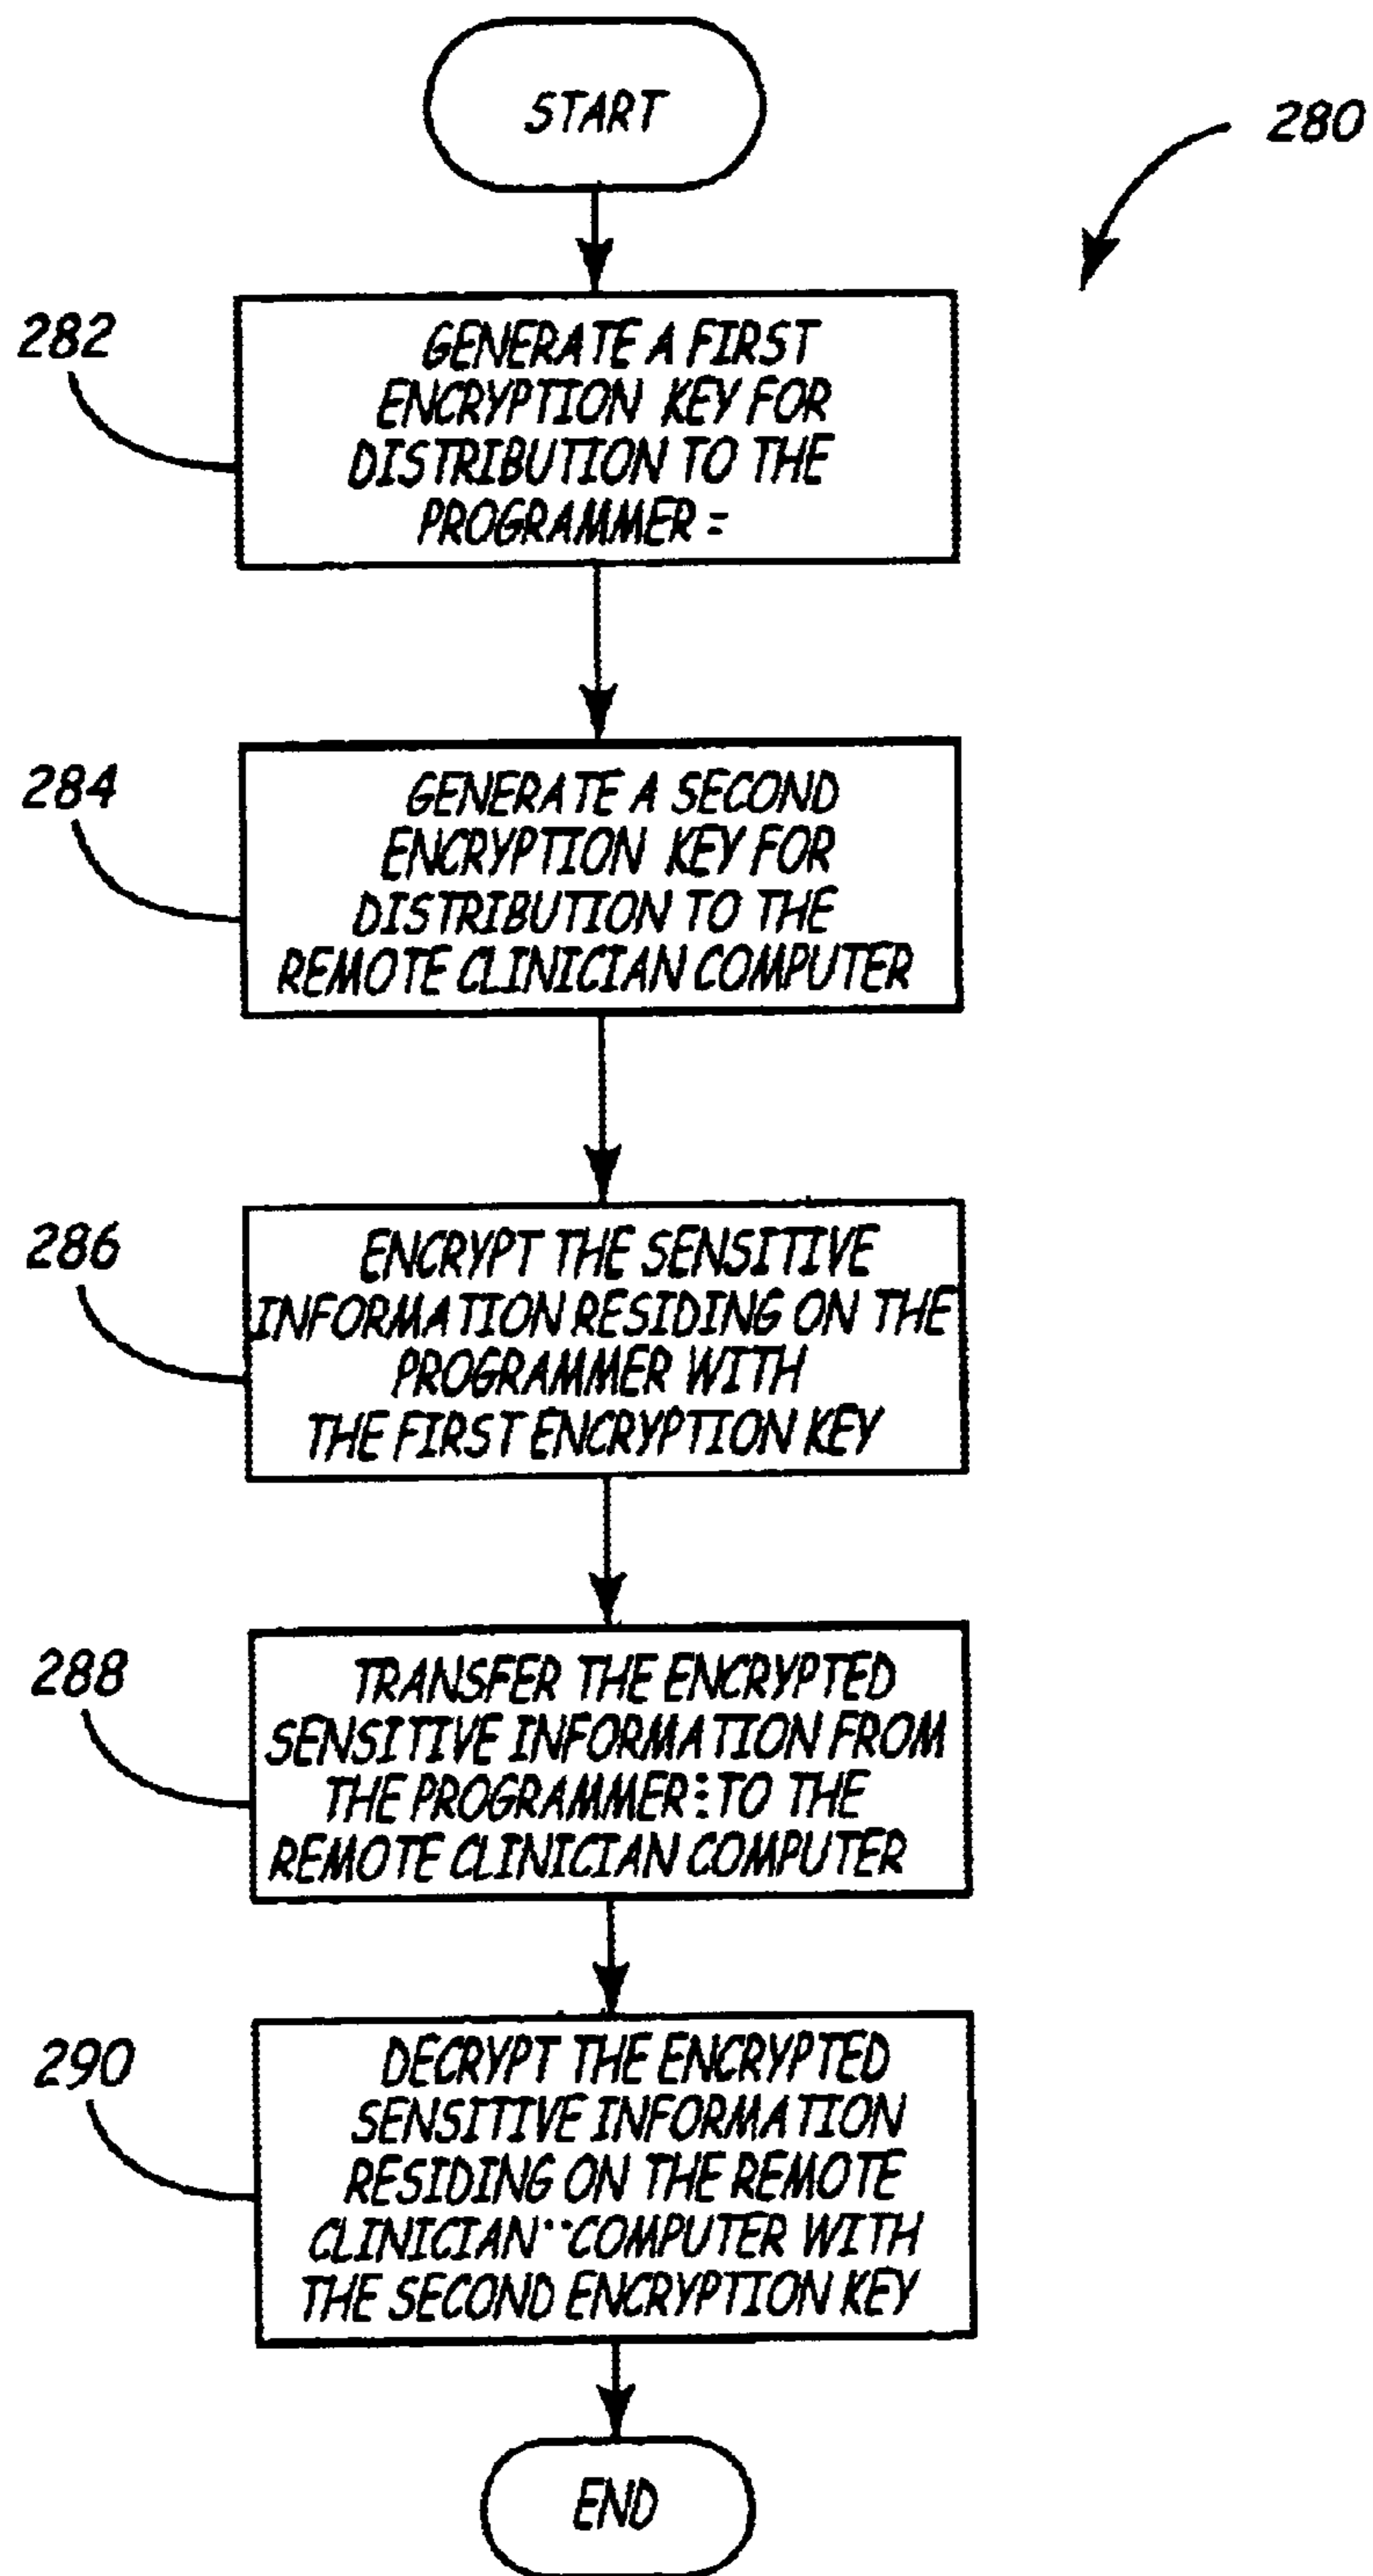 START
280
282
GENERATE A FIRST
ENCRYPTION KEY FOR
DISTRIBUTION TO THE
PROGRAMMER =
284
GENERATE A SECOND
ENCRYPTION KEY FOR
DISTRIBUTION TO THE
REMOTE CLINICIAN COMPUTER
286
ENCRYPT THE SENSITIVE
INFORMATION RESIDING ON THE
PROGRAMMER WITH
THE FIRST ENCRYPTION KEY
288
TRANSFER THE ENCRYPTED
SENSITIVE INFORMATION FROM
THE PROGRAMMER TO THE
REMOTE CLINICIAN COMPUTER
290
DECRYPT THE ENCRYPTED
SENSITIVE INFORMATION
RESIDING ON THE REMOTE
CLINICIAN COMPUTER WITH
THE SECOND ENCRYPTION KEY
END